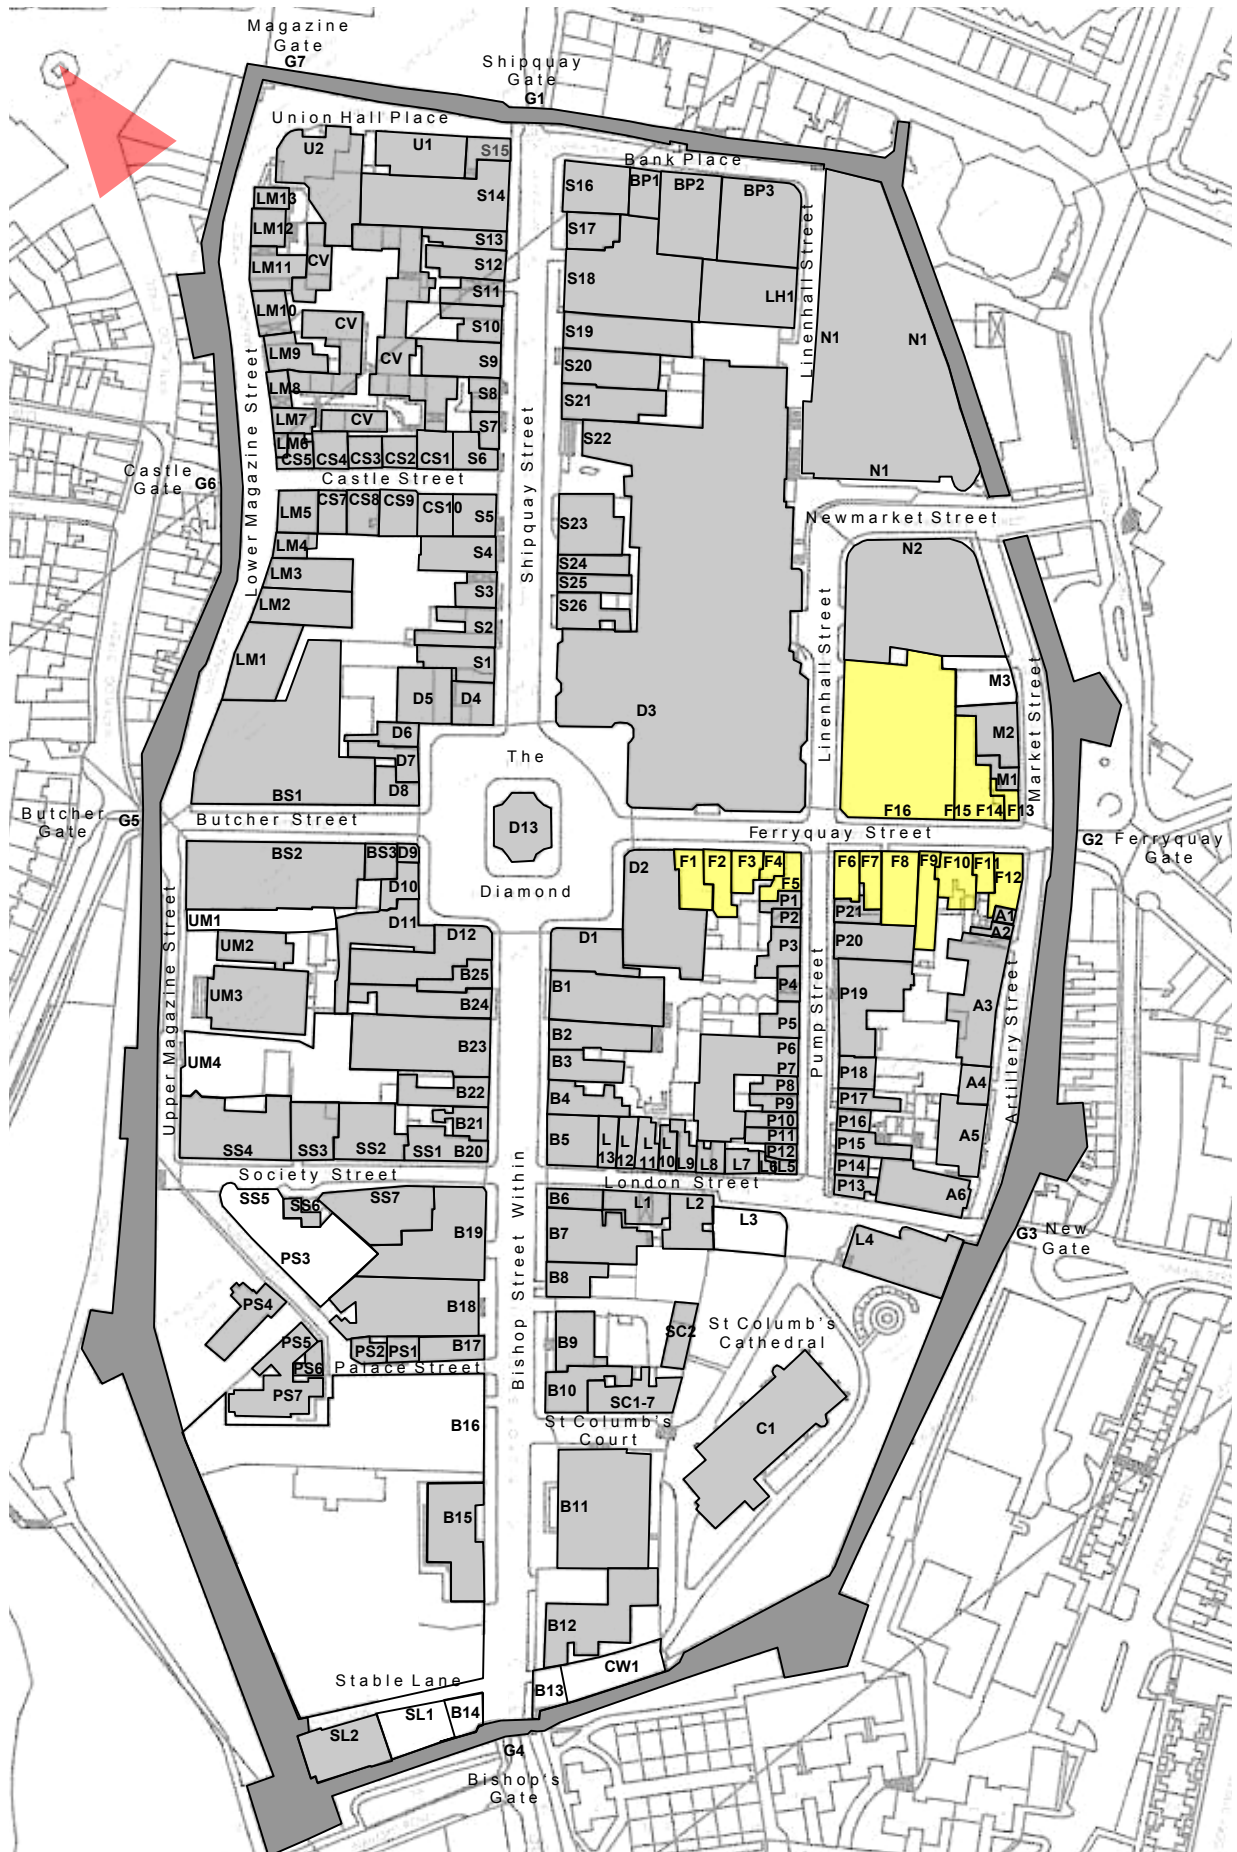 Magazine
Gate
G7
Shipquay
Gate
G1
Union Hall Place
U2
U1
S15
Bank Place
S16
BP1
BP2
BP3
S14
LM13
S17
LM12
S13
CV
S12
LM11
S18
S11
LH1
LM10
CV
S10
S19
N1
N1
LM9
CV
S9
S20
LM8
S8
S21
LM7
CV
S7
S22
LM6
CS5
CS4
CS3
CS2
CS1
S6
Castle
Gate
G6
Castle Street
N1
Linenhall Street
Lower Magazine Street
Shipquay Street
LM5
CS7
CS8
CS9
CS10
S5
S23
Newmarket Street
LM4
S4
N2
S24
LM3
S3
S25
LM2
S26
S2
LM1
S1
Linenhall Street
Market Street
M3
D5
D4
D3
D6
M2
D7
The
M1
D8
BS1
F16
F15
F14
F13
Butcher
Gate
G5
Butcher Street
D13
Ferryquay Street
G2
Ferryquay
Gate
BS2
BS3
D9
Diamond
D2
F1
F2
F3
F4
F5
F6
F7
F8
F9
F10
F11
F12
D10
P1
P21
A1
UM1
D11
P2
A2
UM2
D12
D1
P3
P20
Upper Magazine Street
Pump Street
Artillery Street
B25
B1
P4
UM3
B24
P19
A3
P5
B2
UM4
B23
P6
B3
P7
P18
B22
P8
A4
B4
P9
P17
B21
P10
P16
B5
L
13
L
12
L
11
L
10
L9
L8
L7
L6
L5
P11
P15
A5
P12
SS4
SS3
SS2
SS1
B20
P14
Society Street
London Street
P13
A6
SS5
SS6
SS7
B6
L1
L2
L3
B19
B7
L4
G3
New
Gate
PS3
B8
Bishop Street Within
PS4
B18
SC2
St Columb's
Cathedral
PS5
B9
PS2
PS1
B17
PS6
Palace Street
PS7
B10
SC1-7
B16
St Columb's
Court
C1
B11
B15
B12
CW1
Stable Lane
B13
SL1
B14
SL2
G4
Bishop's
Gate